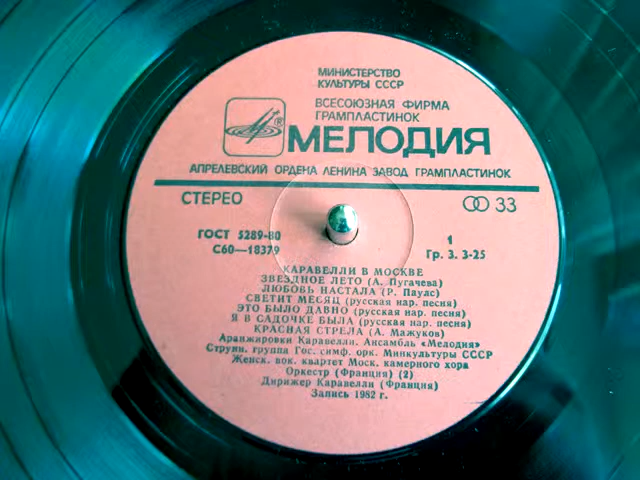 МИНИСТЕРСТВО
КУЛЬТУРЫ СССР
ВСЕСОЮЗНАЯ ФИРМА
ГРАМПЛАСТИНОК
®
МЕЛОДИЯ
АПРЕЛЕВСКИЙ ОРДЕНА ЛЕНИНА ЗАВОД ГРАМПЛАСТИНОК
СТЕРЕО
33
ГОСТ 5289-80
1
С60—18379
Гр. 3. 3-25
КАРАВЕЛЛИ В МОСКВЕ
ЗВЕЗДНОЕ ЛЕТО (А. Пугачева)
ЛЮБОВЬ НАСТАЛА (Р. Паулс)
СВЕТИТ МЕСЯЦ (русская нар. песня)
ЭТО БЫЛО ДАВНО (русская нар. песня)
Я В САДОЧКЕ БЫЛА (русская нар. песня)
КРАСНАЯ СТРЕЛА (А. Мажуков)
Аранжировки Каравелли. Ансамбль «Мелодия»
Струнн. группа Гос. симф. орк. Минкультуры СССР
Женск. вок. квартет Моск. камерного хора
Оркестр (Франция) (2)
Дирижер Каравелли (Франция)
Запись 1982 г.